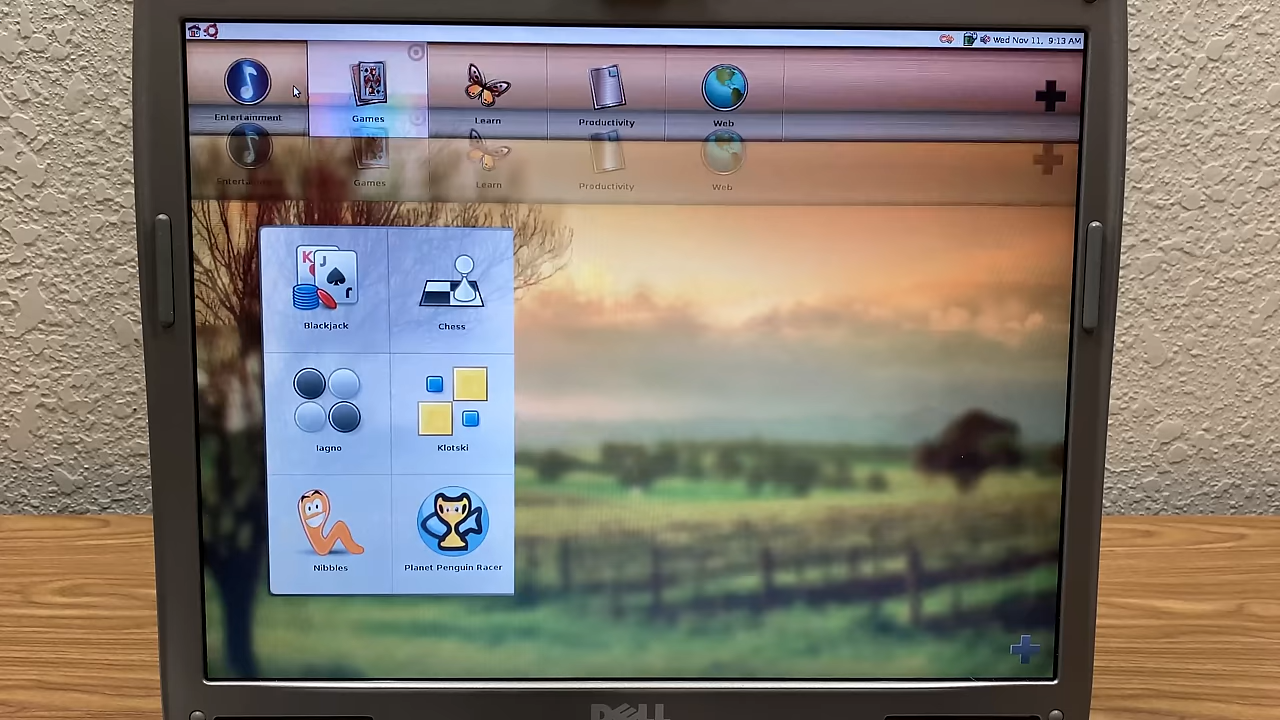 Wed Nov 11, 9:13 AM
Entertainment
Games
Learn
Productivity
Web
Games
Learn
Productivity
Web
K
J
J
Blackjack
Chess
Iagno
Klotski
Nibbles
Planet Penguin Racer
DELL